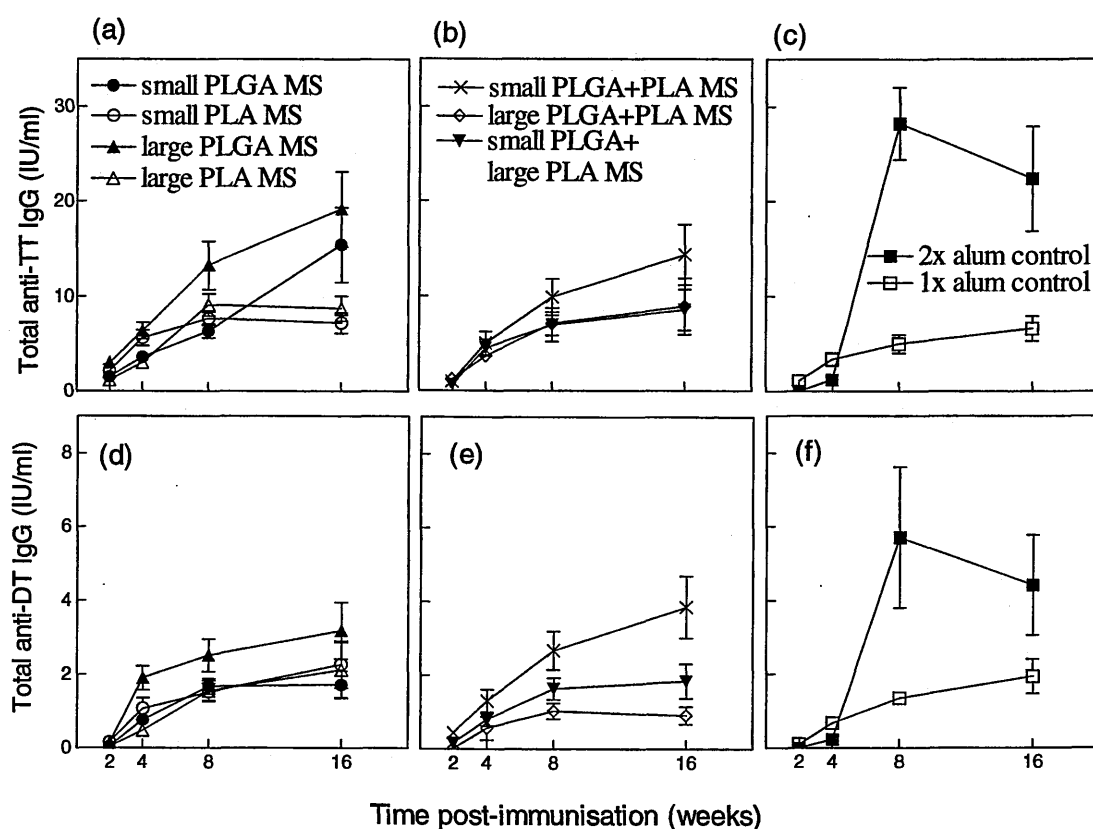 (a)
small PLGA MS
small PLA MS
large PLGA MS
large PLA MS
(b)
small PLGA+PLA MS
large PLGA+PLA MS
small PLGA+
large PLA MS
(c)
2x alum control
1x alum control
Total anti-TT IgG (IU/ml)
30
20
10
0
(d)
(e)
(f)
Total anti-DT IgG (IU/ml)
8
6
4
2
0
2 4 8 16
2 4 8 16
2 4 8 16
Time post-immunisation (weeks)